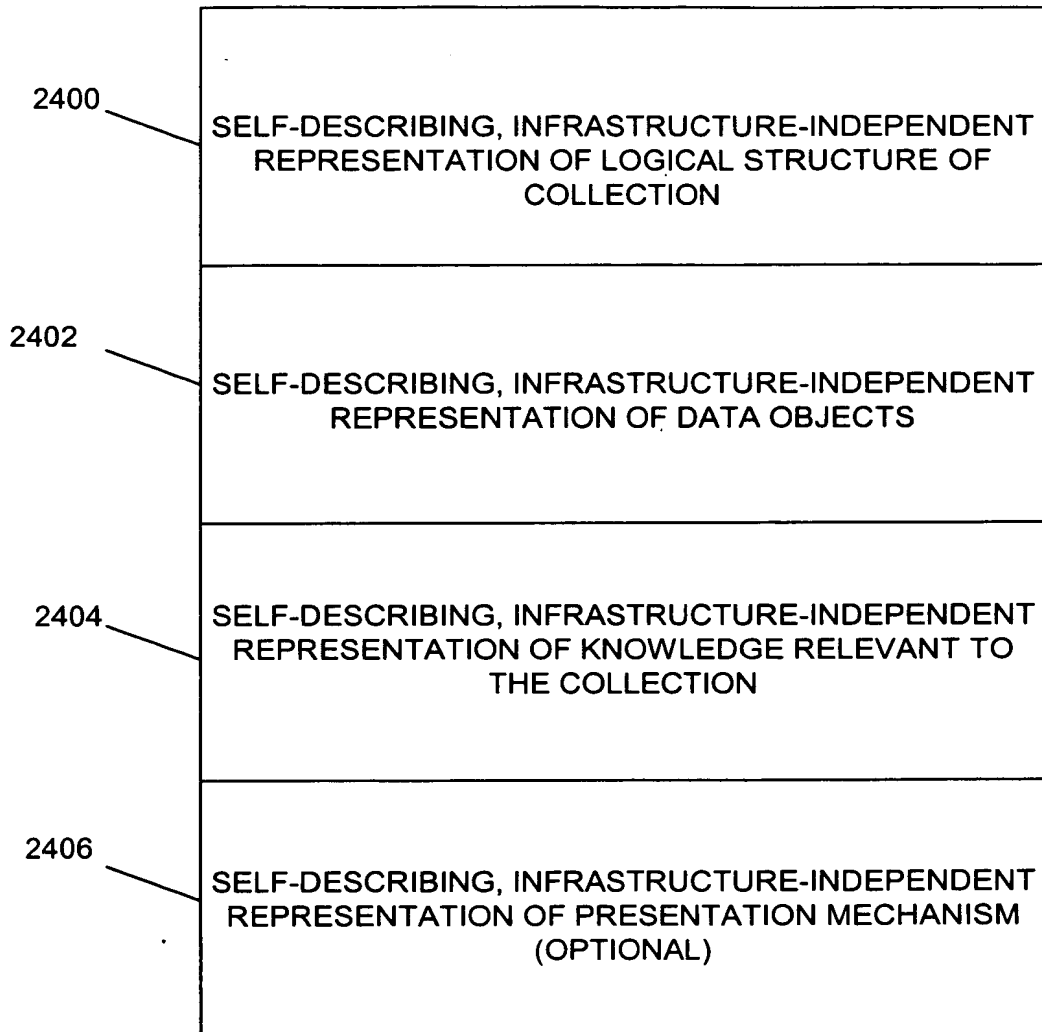 2400
SELF-DESCRIBING, INFRASTRUCTURE-INDEPENDENT
REPRESENTATION OF LOGICAL STRUCTURE OF
COLLECTION
2402
SELF-DESCRIBING, INFRASTRUCTURE-INDEPENDENT
REPRESENTATION OF DATA OBJECTS
2404
SELF-DESCRIBING, INFRASTRUCTURE-INDEPENDENT
REPRESENTATION OF KNOWLEDGE RELEVANT TO
THE COLLECTION
2406
SELF-DESCRIBING, INFRASTRUCTURE-INDEPENDENT
REPRESENTATION OF PRESENTATION MECHANISM
(OPTIONAL)